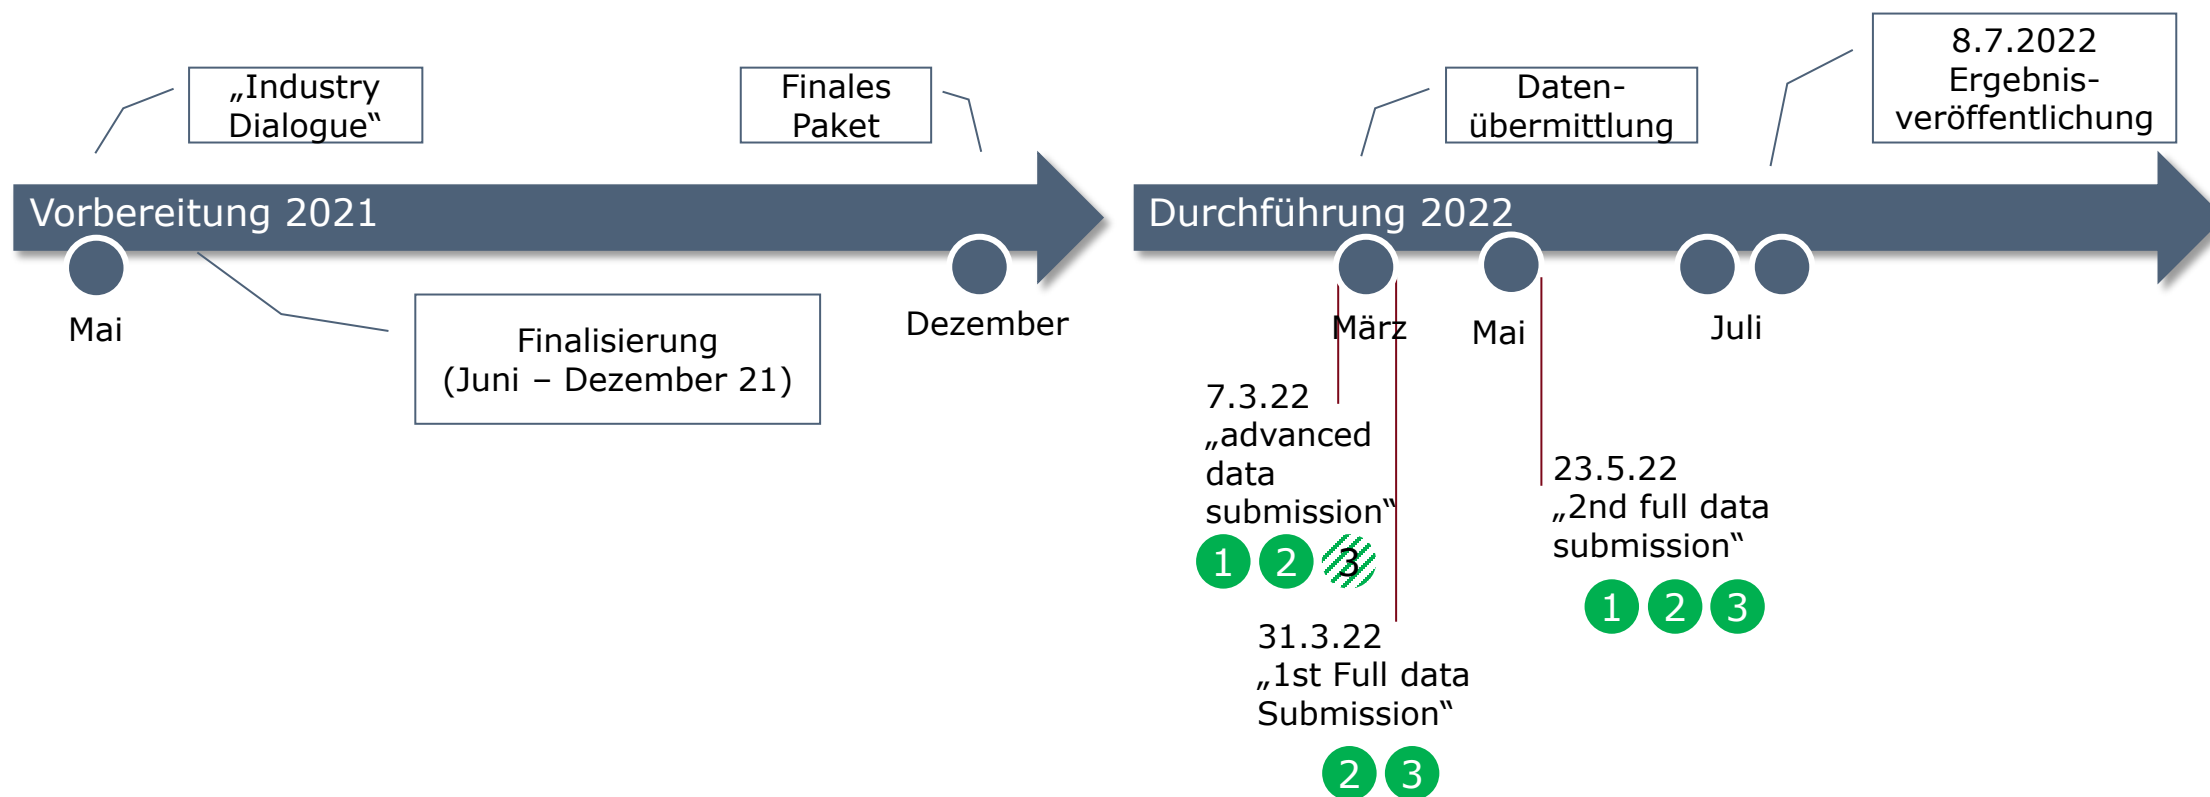 „Industry
Dialogue“
Finales
Paket
Vorbereitung 2021
Mai
Finalisierung
(Juni – Dezember 21)
Dezember
Daten-
übermittlung
8.7.2022
Ergebnis-
veröffentlichung
Durchführung 2022
März
Mai
Juli
7.3.22
„advanced
data
submission“
1 2 3
31.3.22
„1st Full data
Submission“
2 3
23.5.22
„2nd full data
submission“
1 2 3